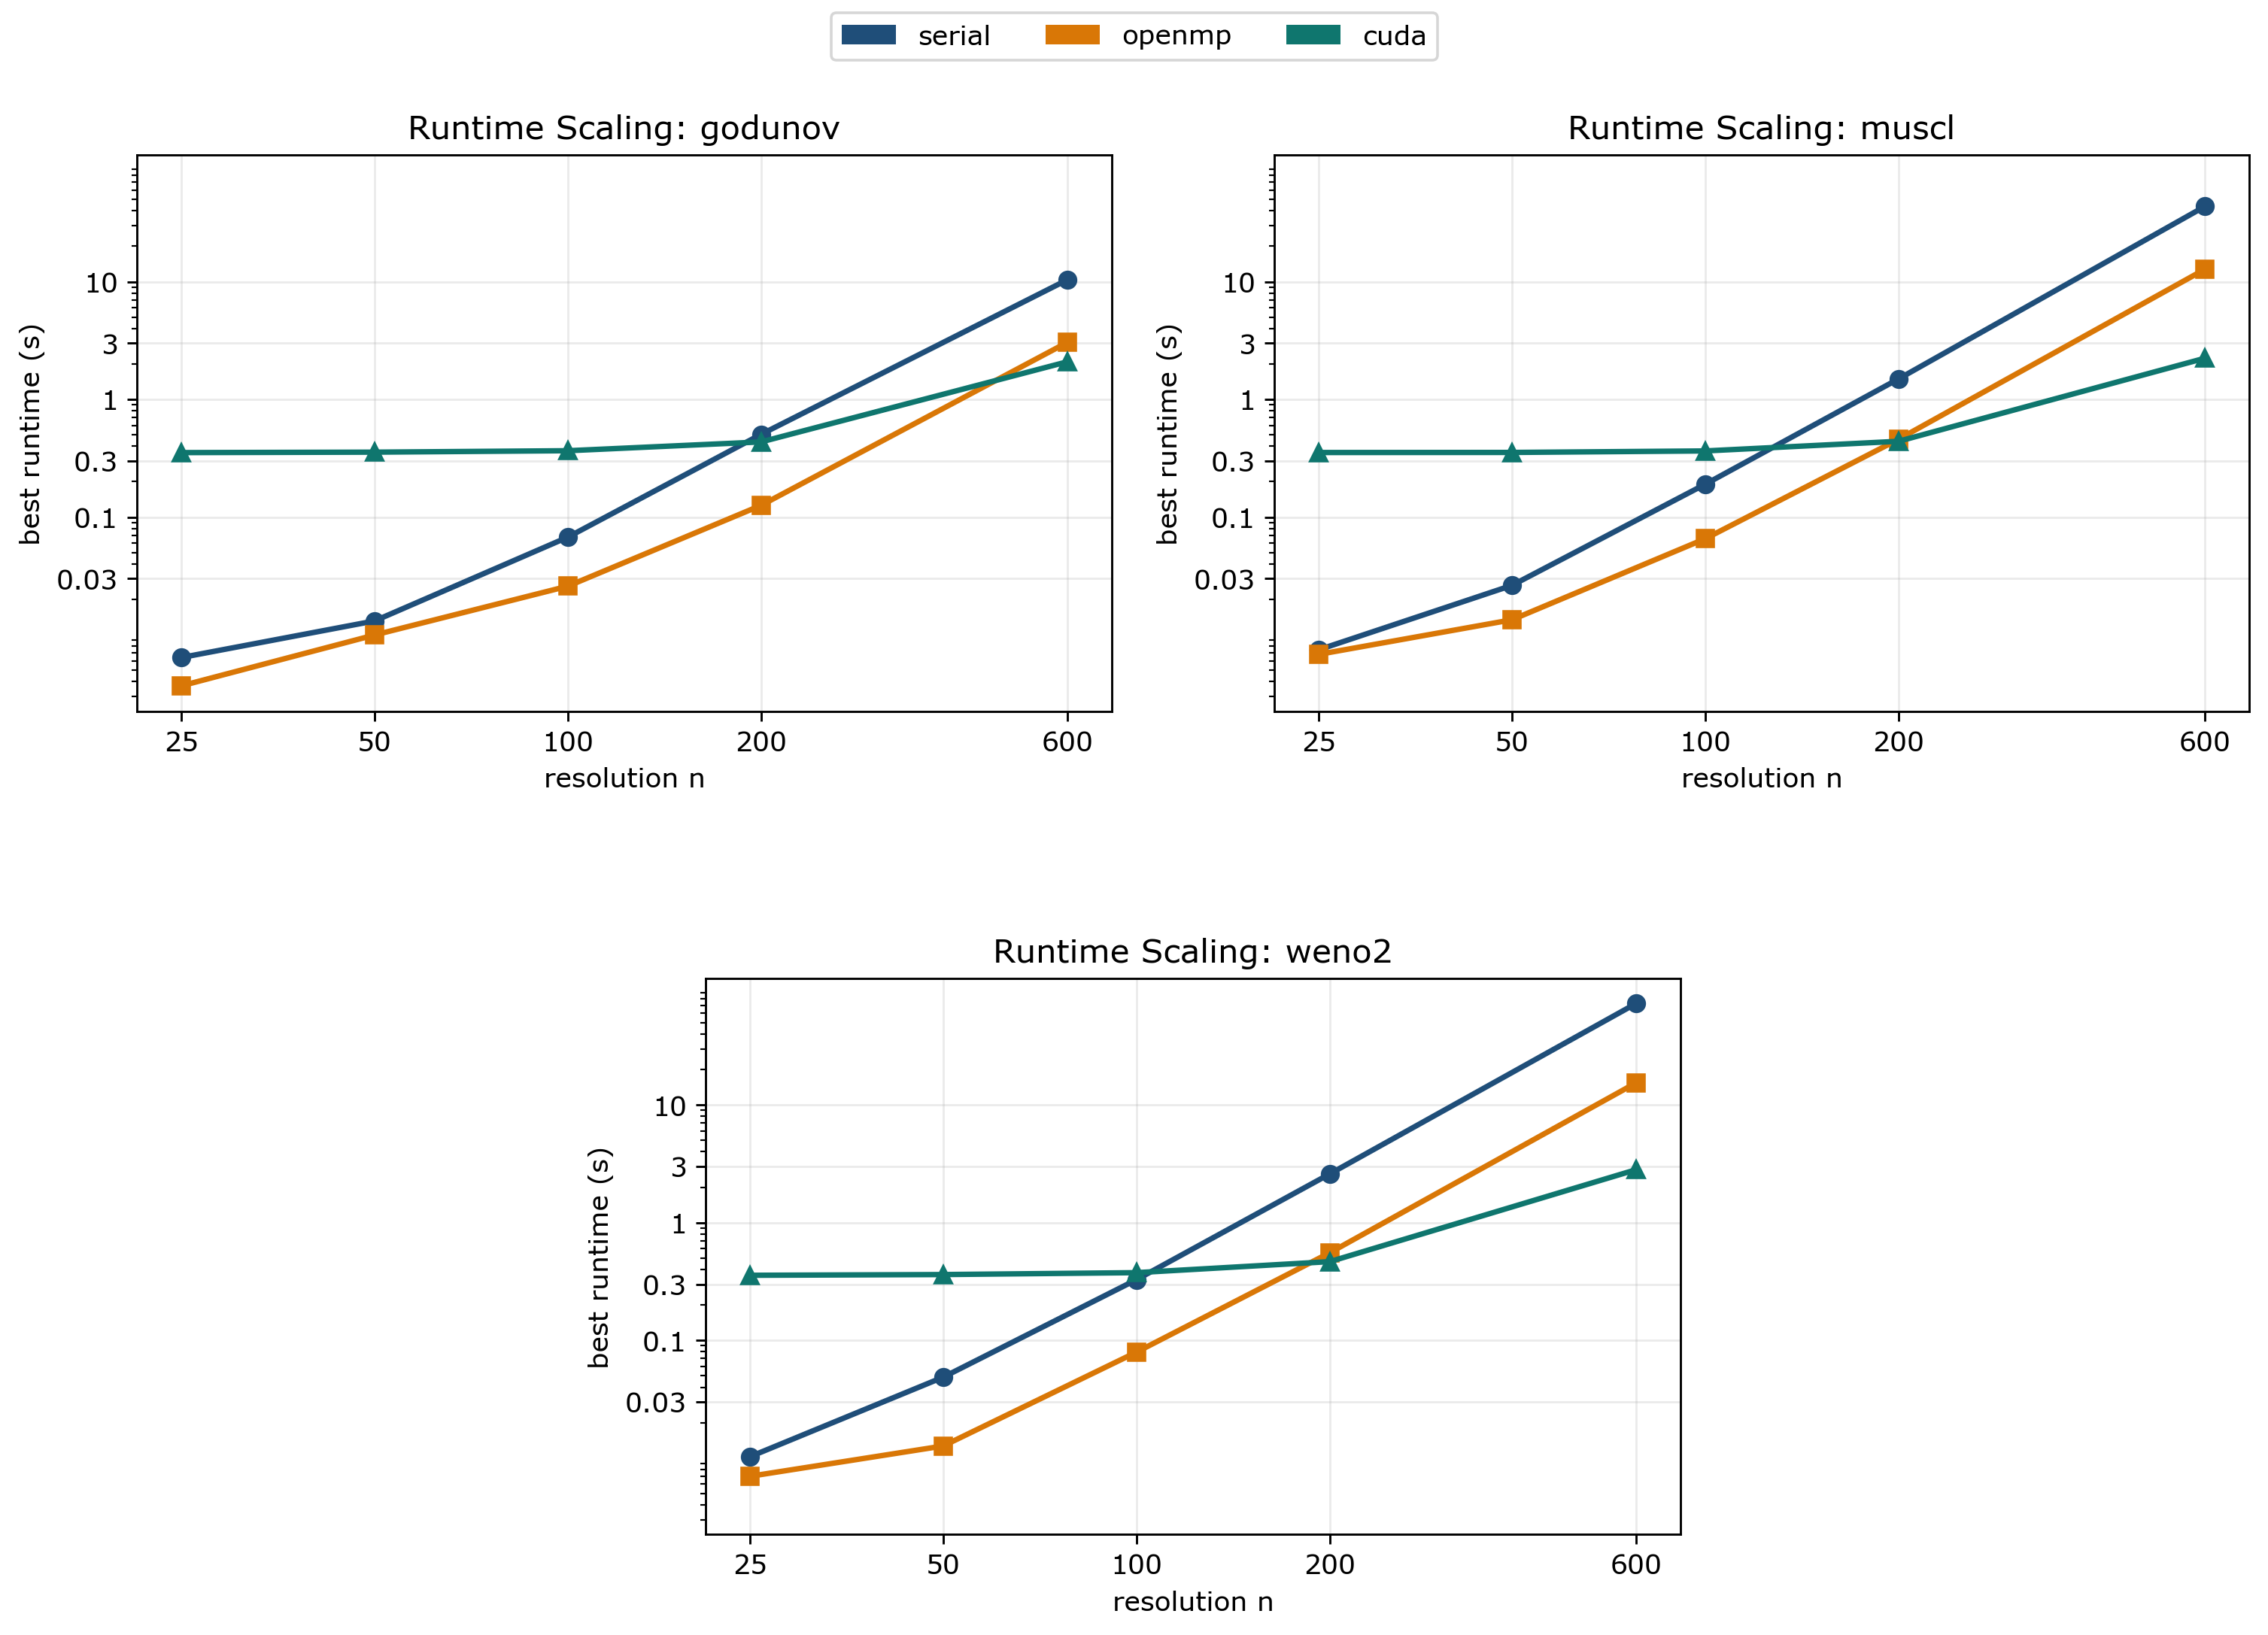 serial openmp cuda
Runtime Scaling: godunov
best runtime (s)
10
3
1
0.3
0.1
0.03
25 50 100 200 600
resolution n
Runtime Scaling: muscl
best runtime (s)
10
3
1
0.3
0.1
0.03
25 50 100 200 600
resolution n
Runtime Scaling: weno2
best runtime (s)
10
3
1
0.3
0.1
0.03
25 50 100 200 600
resolution n